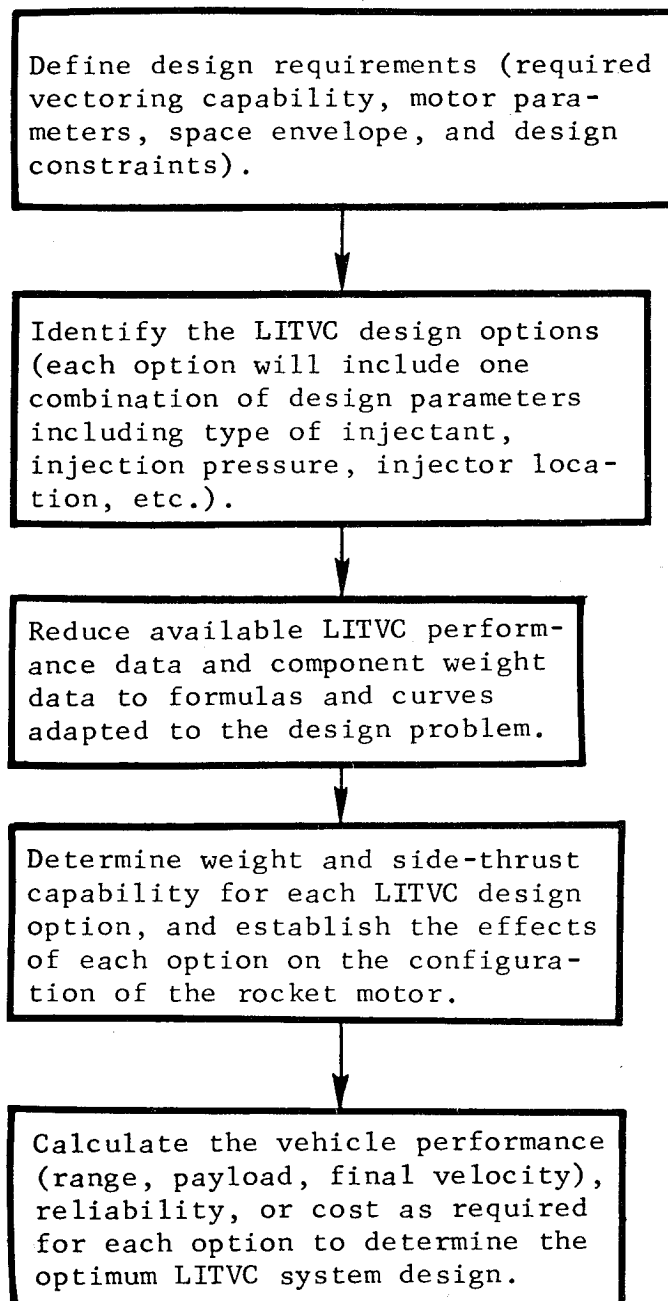 Define design requirements (required
vectoring capability, motor para-
meters, space envelope, and design
constraints).
Identify the LITVC design options
(each option will include one
combination of design parameters
including type of injectant,
injection pressure, injector loca-
tion, etc.).
Reduce available LITVC perform-
ance data and component weight
data to formulas and curves
adapted to the design problem.
Determine weight and side-thrust
capability for each LITVC design
option, and establish the effects
of each option on the configura-
tion of the rocket motor.
Calculate the vehicle performance
(range, payload, final velocity),
reliability, or cost as required
for each option to determine the
optimum LITVC system design.